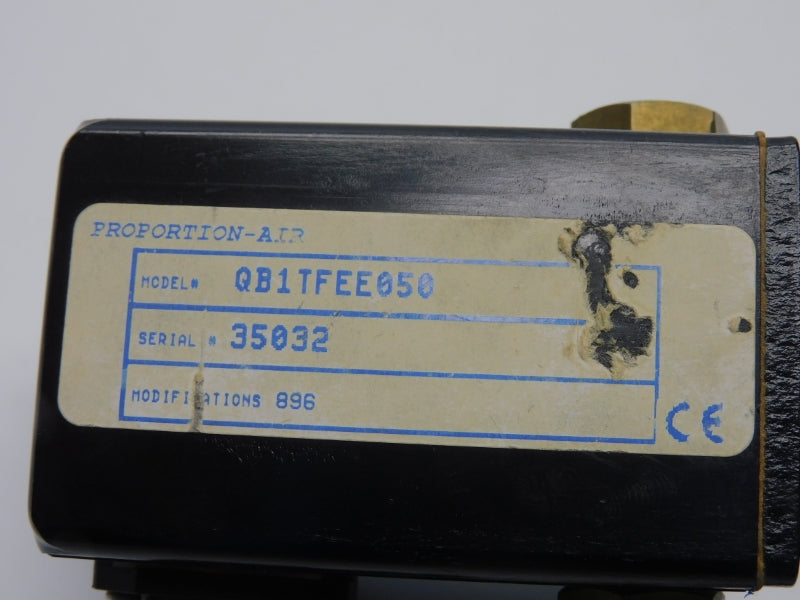 PROPORTION-AIR
MODEL# QB1TFEE050
SERIAL # 35032
MODIFICATIONS 896
CE